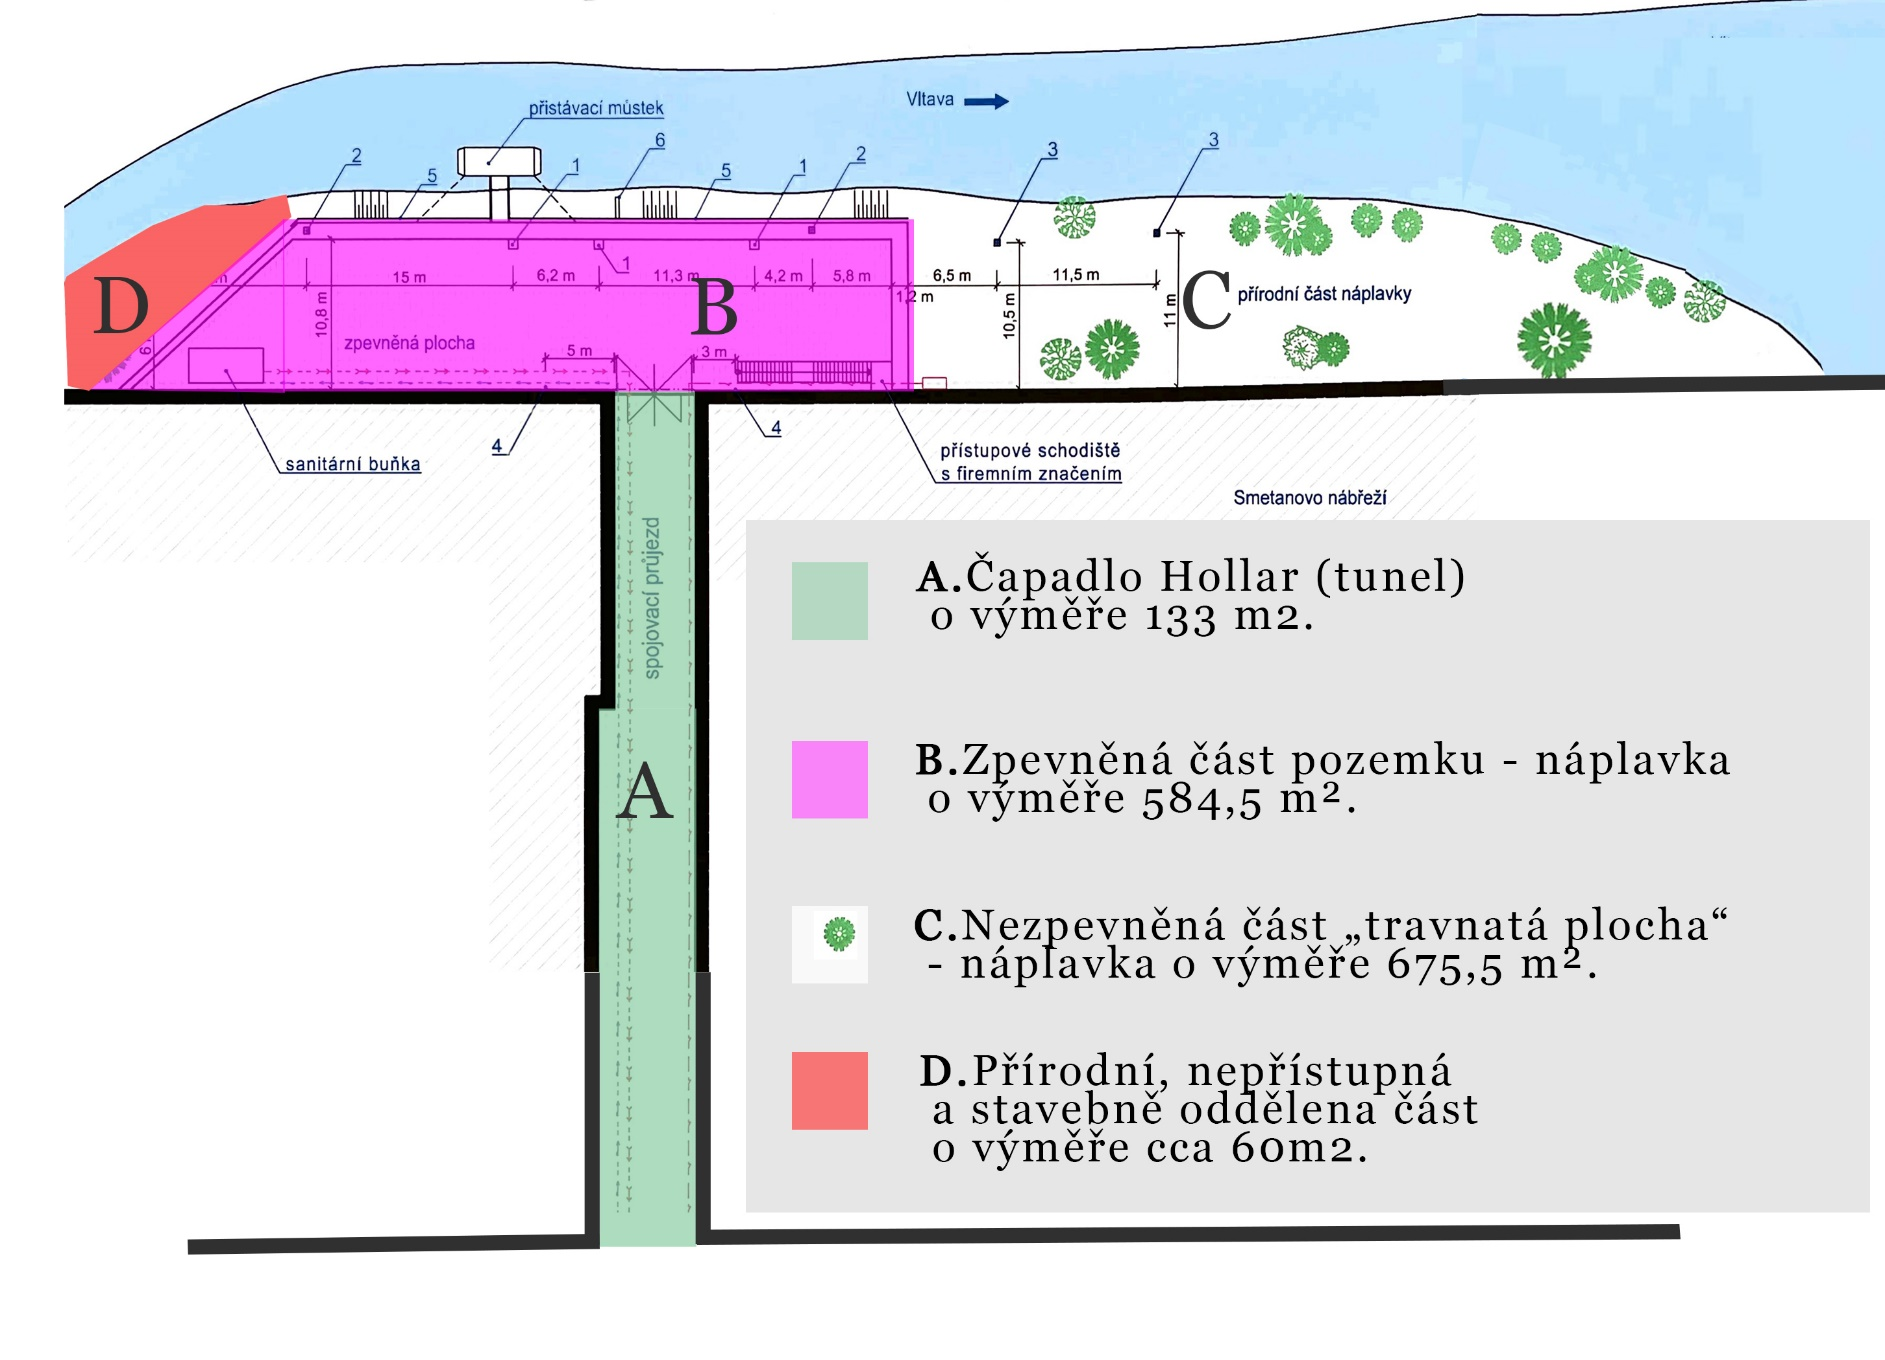 Vltava
přistávací můstek
2
5
1
6
5
1
2
3
3
15 m
6,2 m
1
11,3 m
4,2 m
5,8 m
1,2 m
6,5 m
11,5 m
10,8 m
10,5 m
11 m
D
B
C
přírodní část náplavky
zpevněná plocha
5 m
3 m
sanitární buňka
4
4
přístupové schodiště
s firemním značením
Smetanovo nábřeží
spojovací průjezd
A
A.Čapadlo Hollar (tunel)
o výměře 133 m2.
B.Zpevněná část pozemku - náplavka
o výměře 584,5 m².
C.Nezpevněná část „travnatá plocha“
- náplavka o výměře 675,5 m².
D.Přírodní, nepřístupná
a stavebně oddělena část
o výměře cca 60m2.